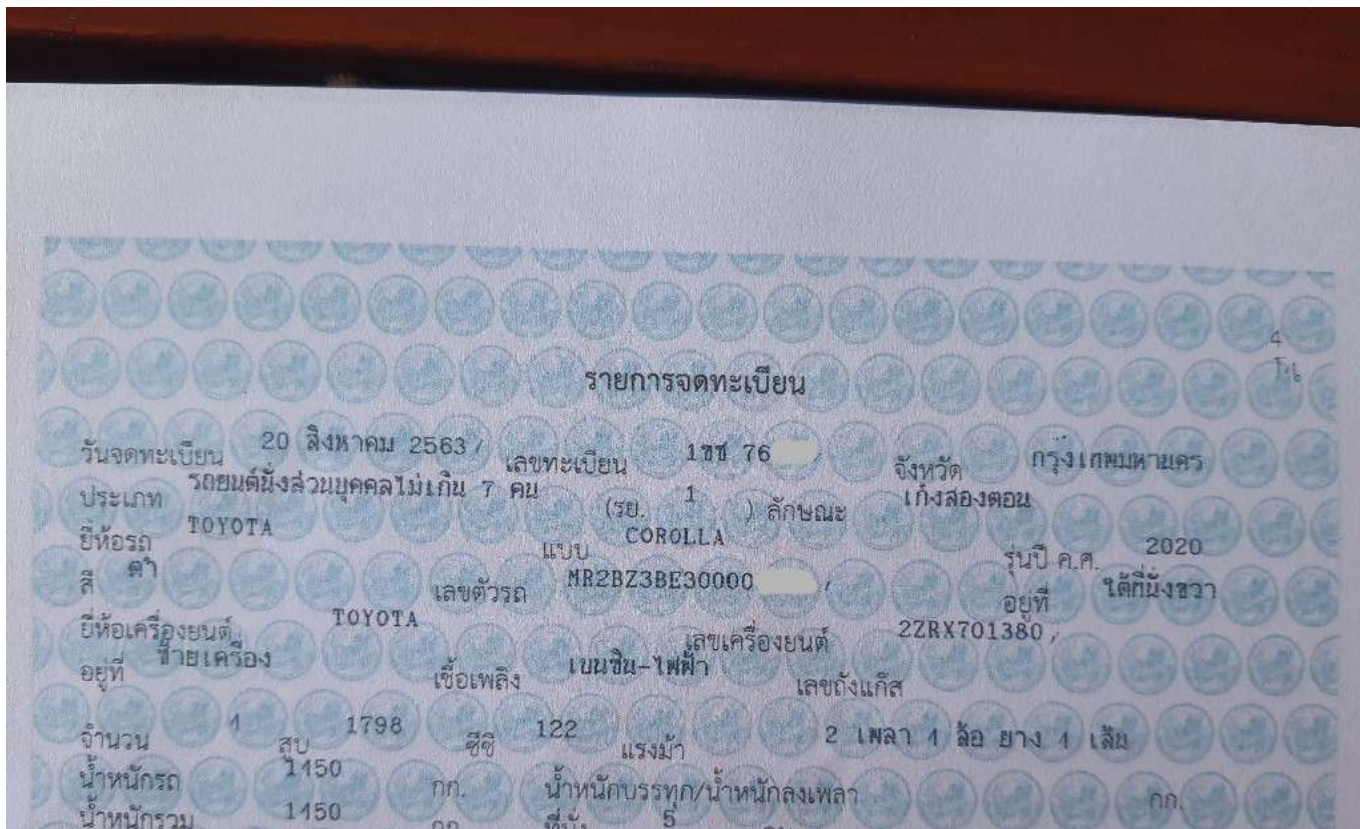 รายการจดทะเบียน
วันจดทะเบียน 20 สิงหาคม 2563 / เลขทะเบียน 1ขช 76 จังหวัด กรุงเทพมหานคร
ประเภท รถยนต์นั่งส่วนบุคคลไม่เกิน 7 คน (รย. 1 ) ลักษณะ เก๋งสองตอน
ยี่ห้อรถ TOYOTA แบบ COROLLA รุ่นปี ค.ศ. 2020
สี ดำ เลขตัวรถ MR2BZ3BE30000 , อยู่ที่ ใต้ที่นั่งขวา
ยี่ห้อเครื่องยนต์ TOYOTA เลขเครื่องยนต์ 2ZRX701380 ,
อยู่ที่ ซ้ายเครื่อง เชื้อเพลิง เบนซิน-ไฟฟ้า เลขถังแก๊ส
จำนวน 4 สูบ 1798 ซีซี 122 แรงม้า 2 เพลา 4 ล้อ ยาง 4 เส้น
น้ำหนักรถ 1450 กก. น้ำหนักบรรทุก/น้ำหนักลงเพลา กก.
น้ำหนักรวม 1450 กก. ที่นั่ง 5